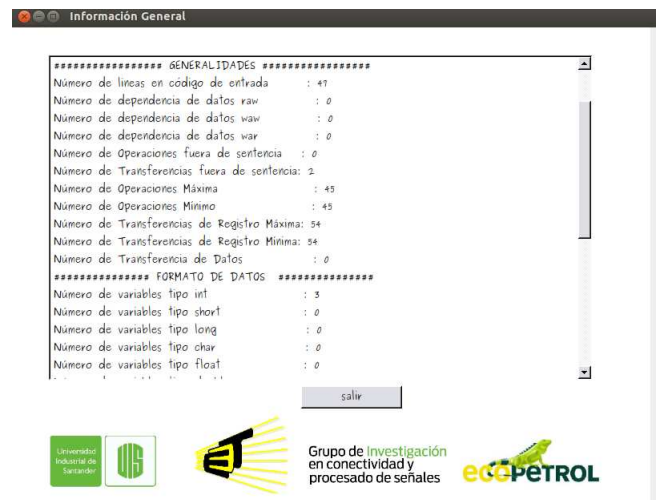 Información General
################# GENERALIDADES #################
Número de lineas en código de entrada : 47
Número de dependencia de datos raw : 0
Número de dependencia de datos waw : 0
Número de dependencia de datos war : 0
Número de Operaciones fuera de sentencia : 0
Número de Transferencias fuera de sentencia: 2
Número de Operaciones Máxima : 45
Número de Operaciones Mínimo : 45
Número de Transferencias de Registro Máxima: 54
Número de Transferencias de Registro Mínima: 54
Número de Transferencia de Datos : 0
############### FORMATO DE DATOS ###############
Número de variables tipo int : 3
Número de variables tipo short : 0
Número de variables tipo long : 0
Número de variables tipo char : 0
Número de variables tipo float : 0
salir
Universidad
Industrial de
Santander
UIS
Grupo de Investigación
en conectividad y
procesado de señales
ecoPETROL